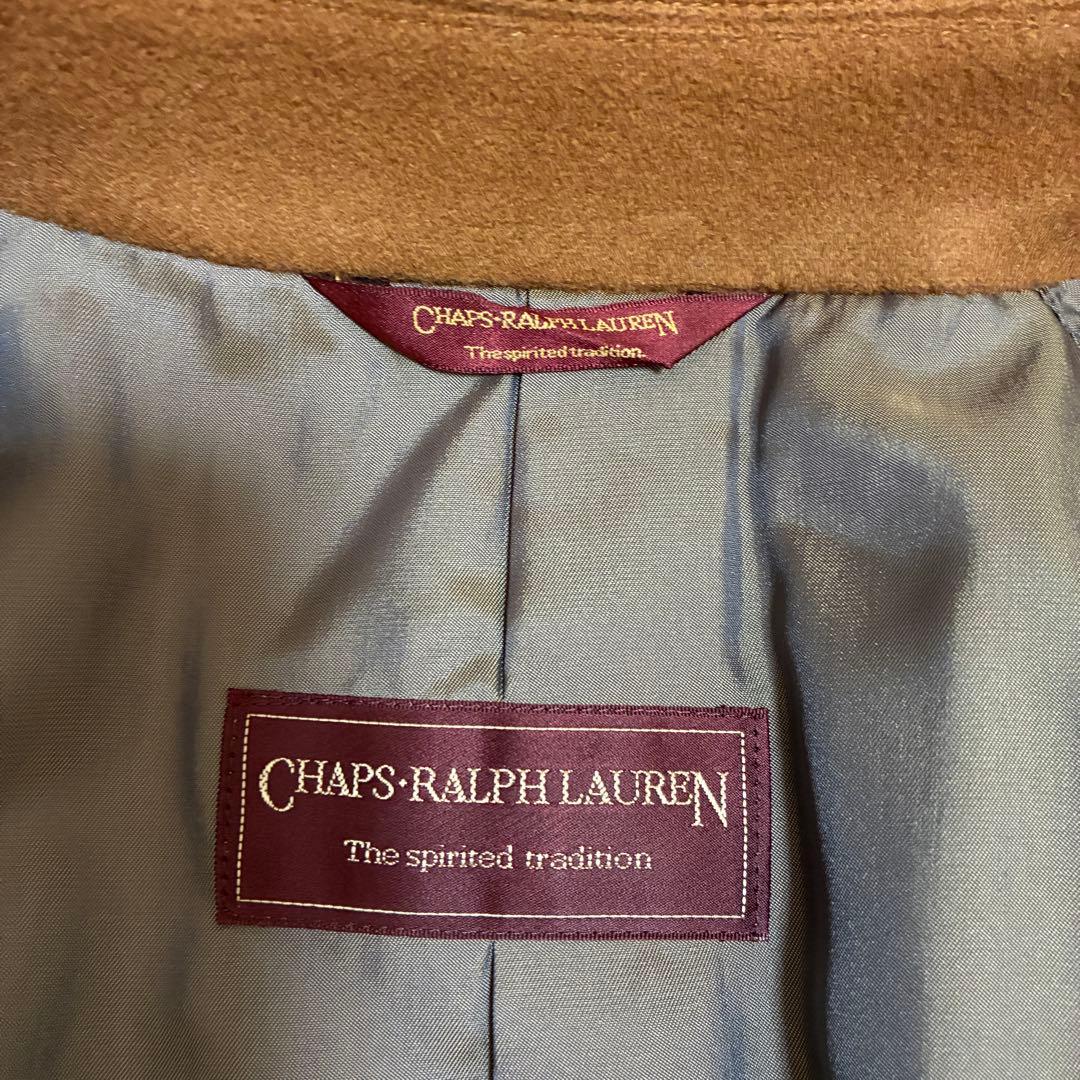 CHAPS·RALPH LAUREN
The spirited tradition.
CHAPS·RALPH LAUREN
The spirited tradition